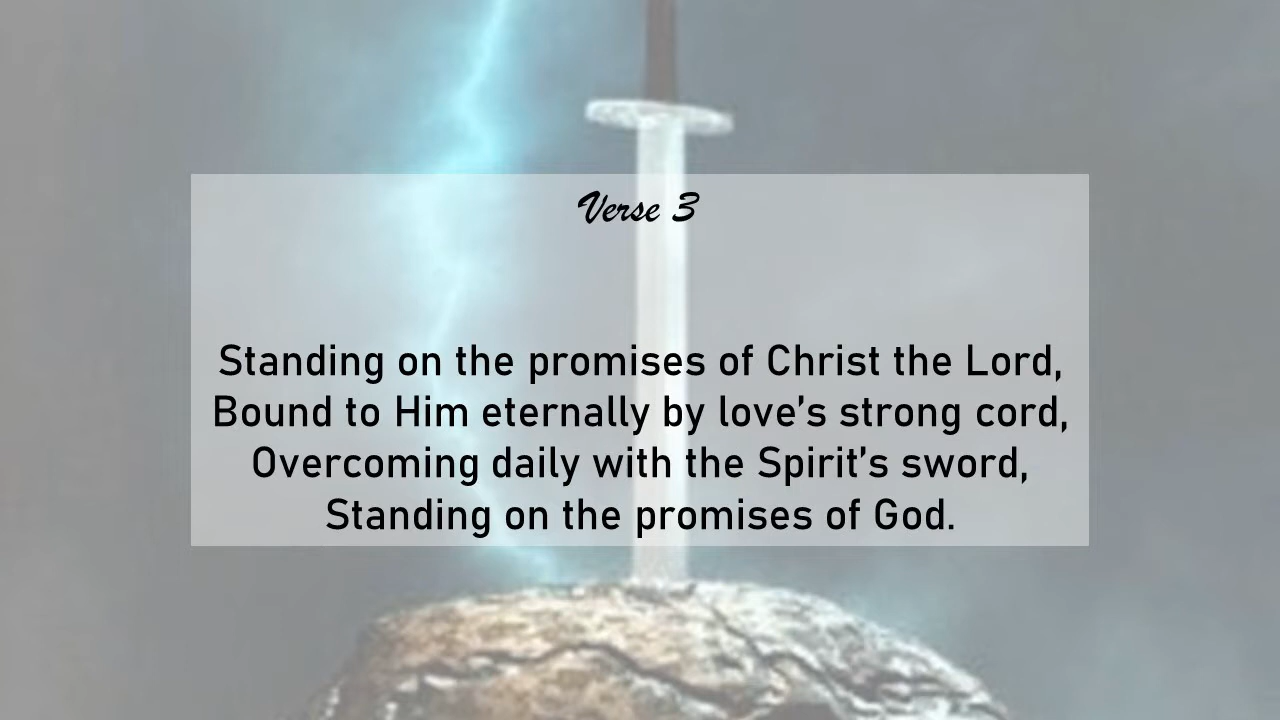 Verse 3
Standing on the promises of Christ the Lord,
Bound to Him eternally by love’s strong cord,
Overcoming daily with the Spirit’s sword,
Standing on the promises of God.